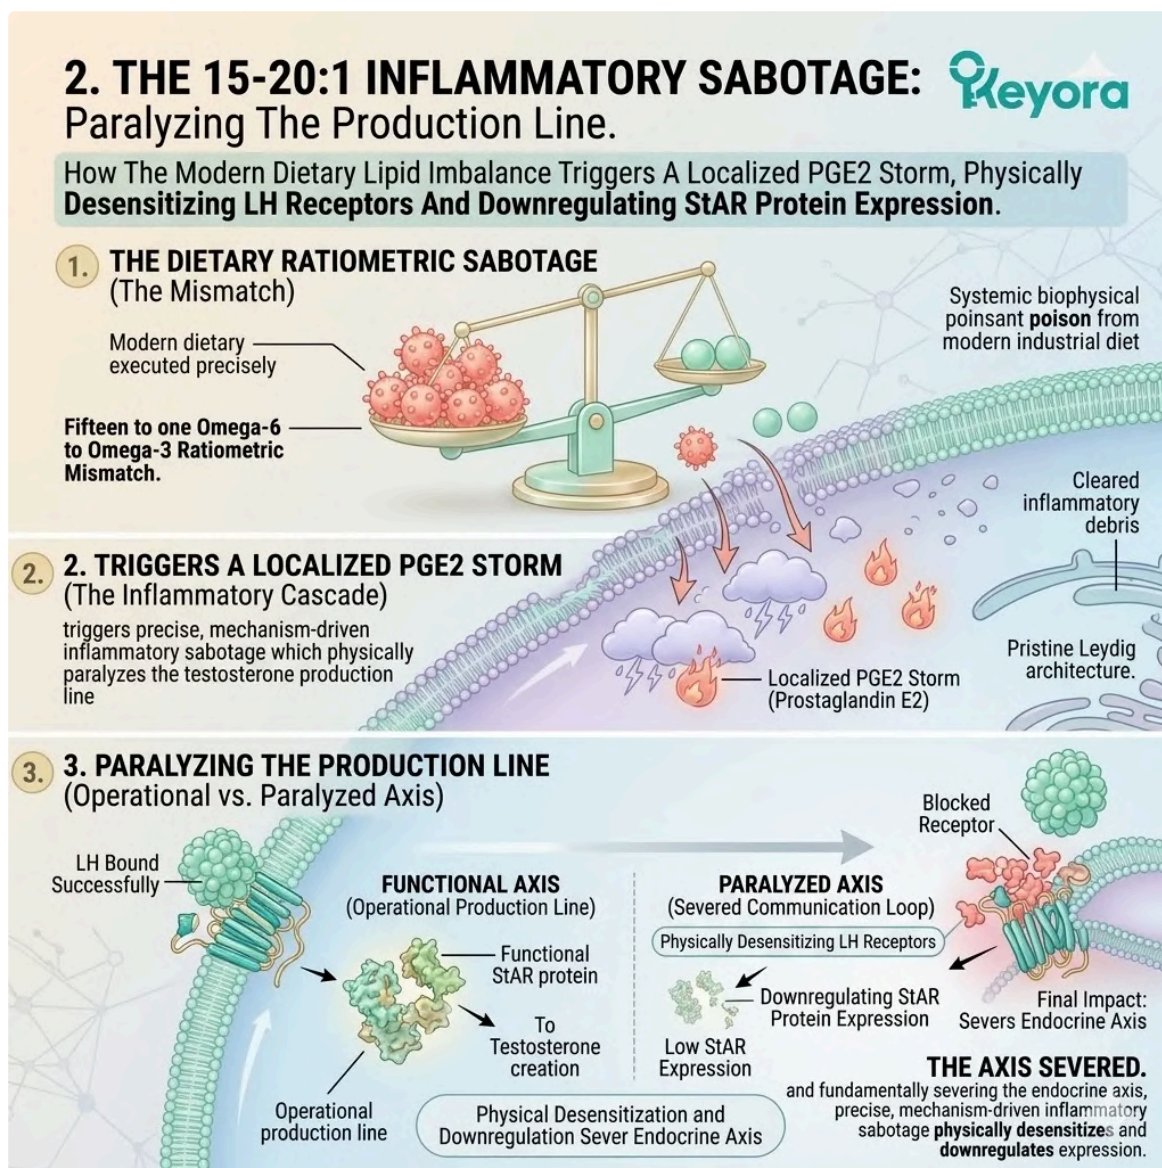 2. THE 15-20:1 INFLAMMATORY SABOTAGE:
Paralyzing The Production Line.
Keyora
How The Modern Dietary Lipid Imbalance Triggers A Localized PGE2 Storm, Physically
Desensitizing LH Receptors And Downregulating StAR Protein Expression.
1.
THE DIETARY RATIOMETRIC SABOTAGE
(The Mismatch)
Modern dietary
executed precisely
Fifteen to one Omega-6
to Omega-3 Ratiometric
Mismatch.
Systemic biophysical
poinsant poison from
modern industrial diet
Cleared
inflammatory
debris
Pristine Leydig
architecture.
2.
2. TRIGGERS A LOCALIZED PGE2 STORM
(The Inflammatory Cascade)
triggers precise, mechanism-driven
inflammatory sabotage which physically
paralyzes the testosterone production
line
Localized PGE2 Storm
(Prostaglandin E2)
3.
3. PARALYZING THE PRODUCTION LINE
(Operational vs. Paralyzed Axis)
LH Bound
Successfully
FUNCTIONAL AXIS
(Operational Production Line)
Functional
StAR protein
To
Testosterone
creation
Operational
production line
PARALYZED AXIS
(Severed Communication Loop)
Physically Desensitizing LH Receptors
Blocked
Receptor
Downregulating StAR
Protein Expression
Low StAR
Expression
Final Impact:
Severs Endocrine Axis
Physical Desensitization and
Downregulation Sever Endocrine Axis
THE AXIS SEVERED.
and fundamentally severing the endocrine axis,
precise, mechanism-driven inflammatory
sabotage physically desensitizes and
downregulates expression.